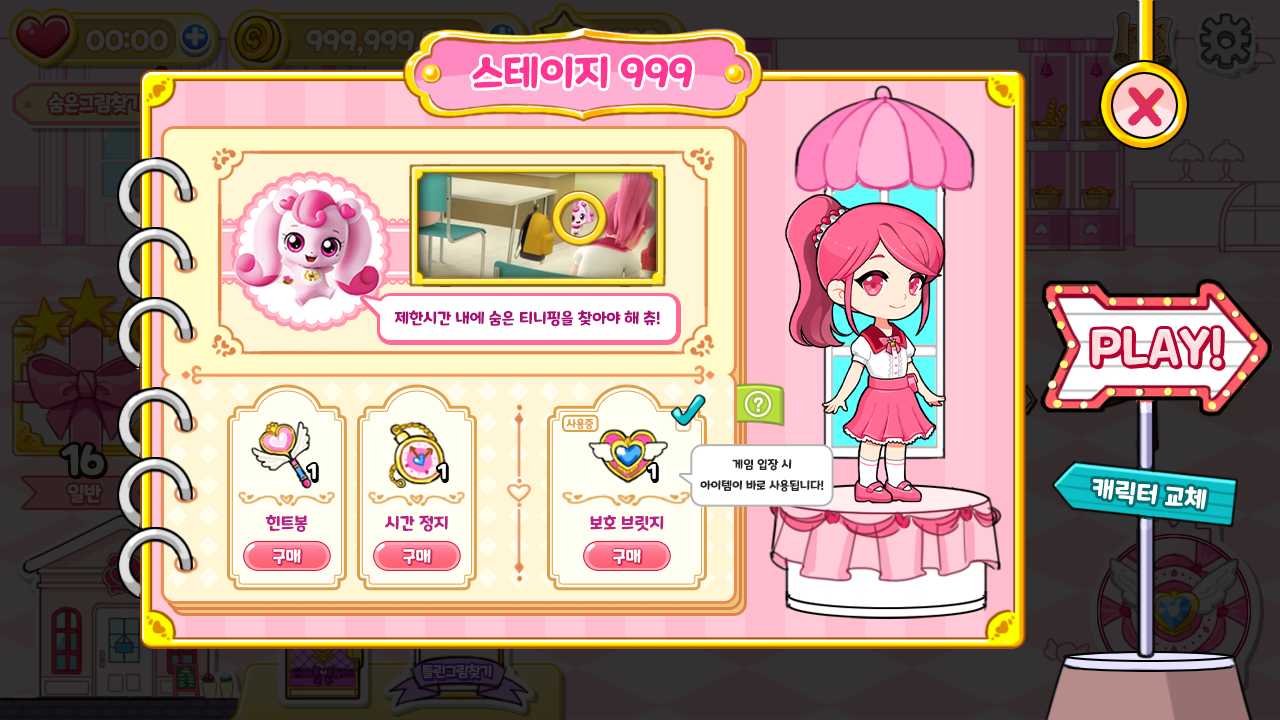 00:00
999,999
스테이지 999
숨은그림찾기
제한시간 내에 숨은 티니핑을 찾아야 해 츄!
PLAY!
캐릭터 교체
사용중
1
1
1
?
게임 입장 시
아이템이 바로 사용됩니다!
힌트봉
시간 정지
보호 브릿지
구매
구매
구매
16
일반
틀린그림찾기